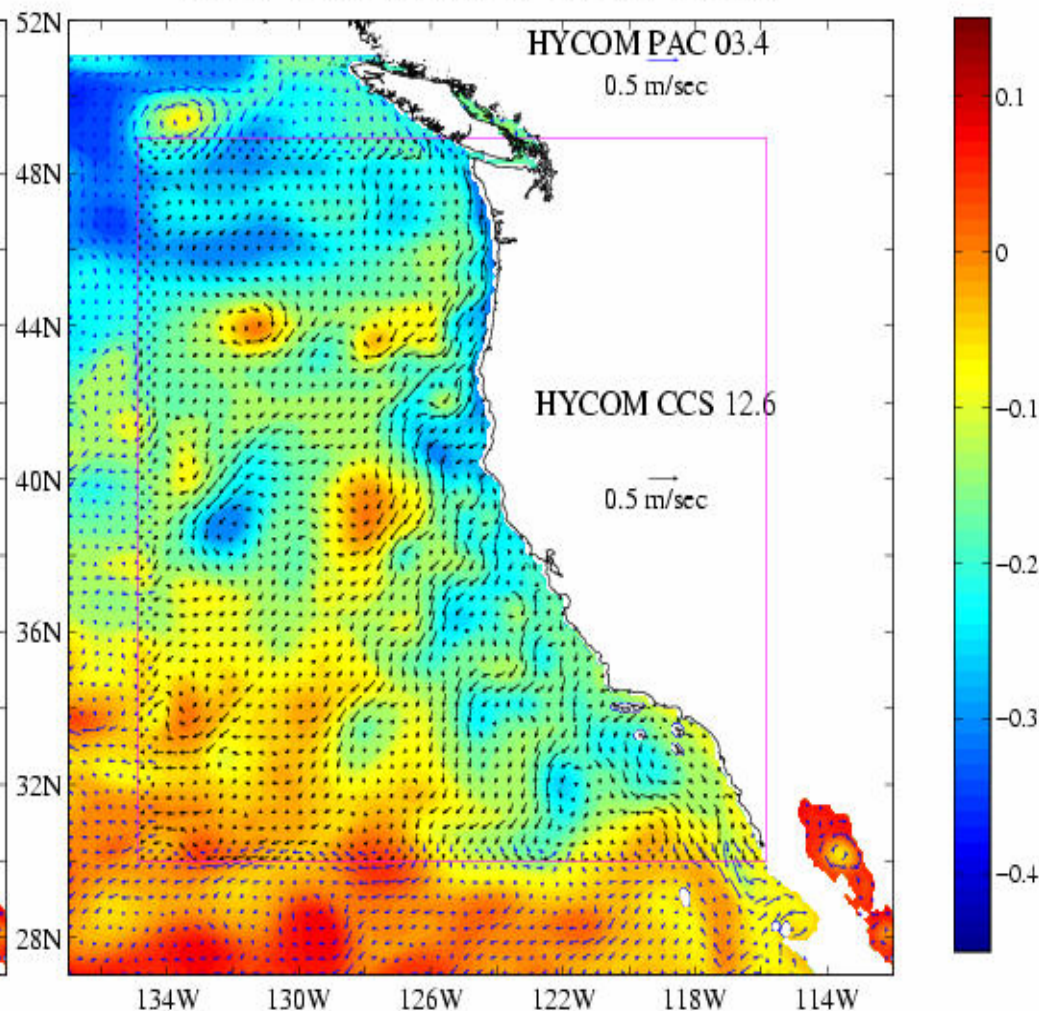 52N
HYCOM PAC 03.4
0.5 m/sec
0.1
48N
0
44N
HYCOM CCS 12.6
-0.1
40N
0.5 m/sec
-0.2
36N
-0.3
32N
-0.4
28N
134W 130W 126W 122W 118W 114W